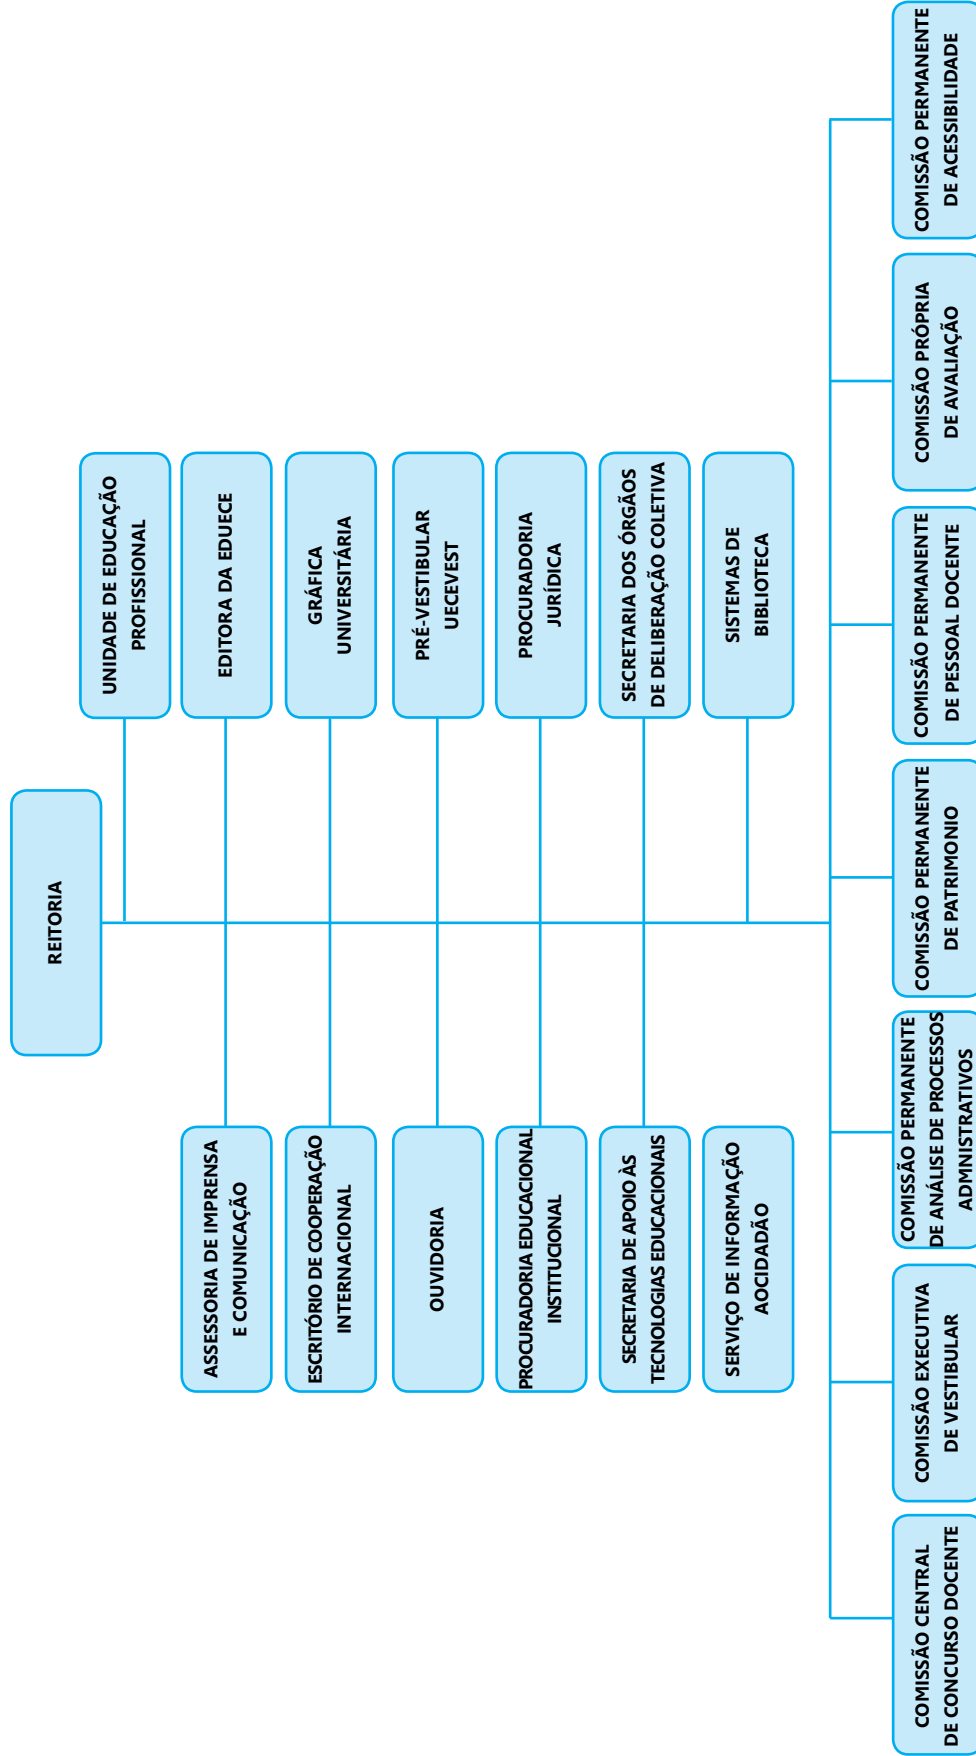 REITORIA
UNIDADE DE EDUCAÇÃO
PROFISSIONAL
ASSESSORIA DE IMPRENSA
E COMUNICAÇÃO
EDITORA DA EDUECE
ESCRITÓRIO DE COOPERAÇÃO
INTERNACIONAL
GRÁFICA
UNIVERSITÁRIA
OUVIDORIA
PRÉ-VESTIBULAR
UECEVEST
PROCURADORIA EDUCACIONAL
INSTITUCIONAL
PROCURADORIA
JURÍDICA
SECRETARIA DE APOIO ÀS
TECNOLOGIAS EDUCACIONAIS
SECRETARIA DOS ÓRGÃOS
DE DELIBERAÇÃO COLETIVA
SERVIÇO DE INFORMAÇÃO
AOCIDADÃO
SISTEMAS DE
BIBLIOTECA
COMISSÃO CENTRAL
DE CONCURSO DOCENTE
COMISSÃO EXECUTIVA
DE VESTIBULAR
COMISSÃO PERMANENTE
DE ANÁLISE DE PROCESSOS
ADMNISTRATIVOS
COMISSÃO PERMANENTE
DE PATRIMONIO
COMISSÃO PERMANENTE
DE PESSOAL DOCENTE
COMISSÃO PRÓPRIA
DE AVALIAÇÃO
COMISSÃO PERMANENTE
DE ACESSIBILIDADE